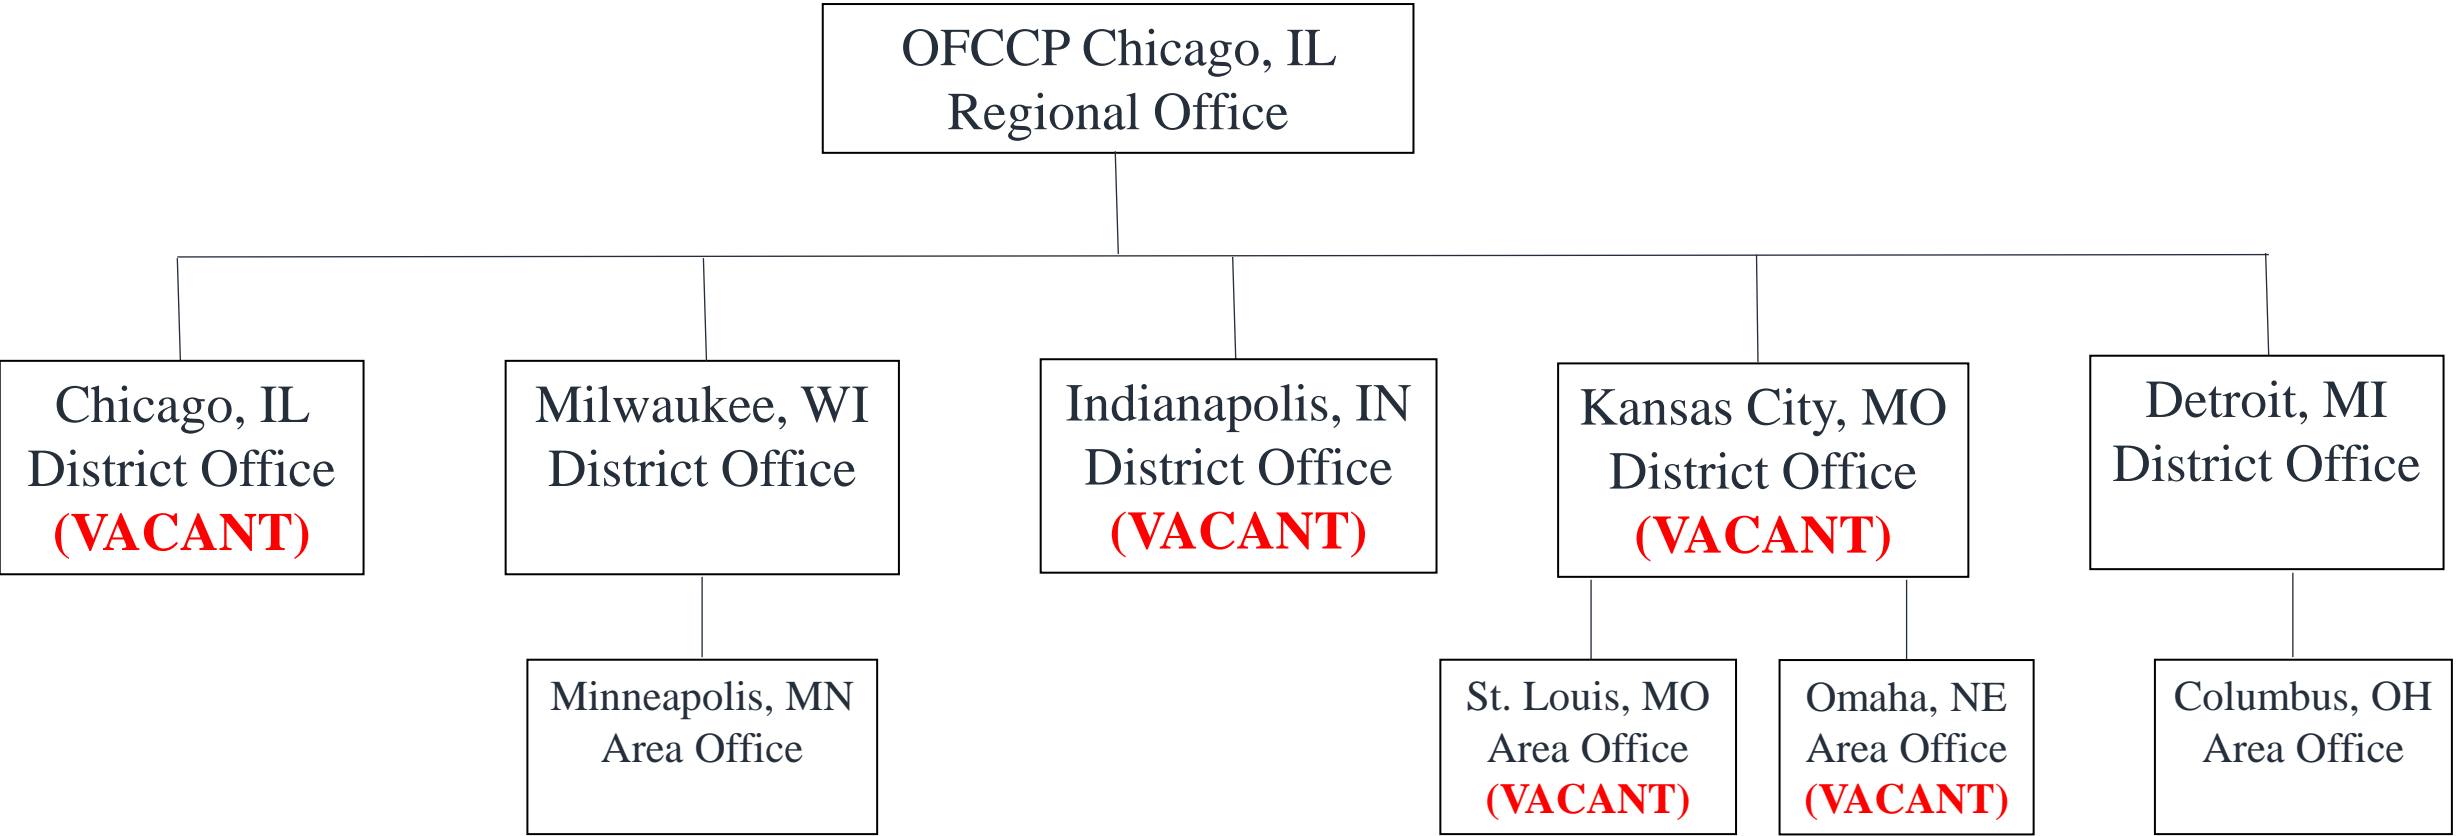 OFCCP Chicago, IL
Regional Office
Chicago, IL
District Office
(VACANT)
Milwaukee, WI
District Office
Indianapolis, IN
District Office
(VACANT)
Kansas City, MO
District Office
(VACANT)
Detroit, MI
District Office
Minneapolis, MN
Area Office
St. Louis, MO
Area Office
(VACANT)
Omaha, NE
Area Office
(VACANT)
Columbus, OH
Area Office